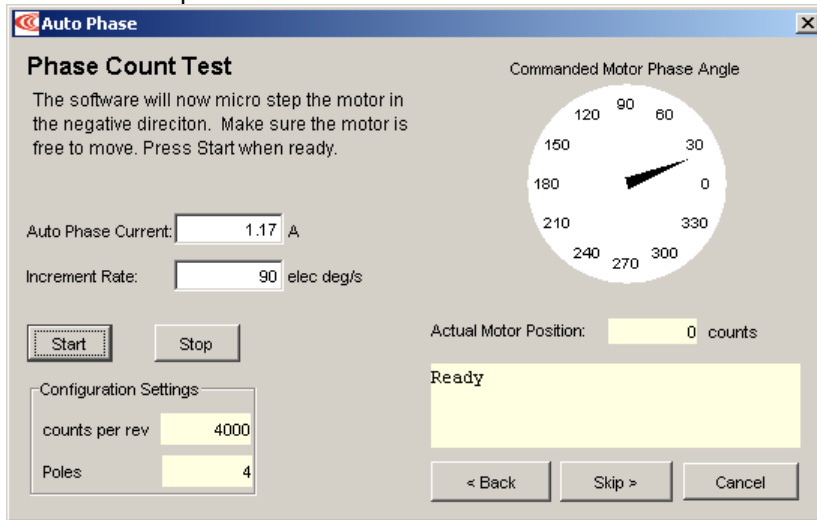 Auto Phase
Phase Count Test
The software will now micro step the motor in
the negative direciton. Make sure the motor is
free to move. Press Start when ready.
Auto Phase Current: 1.17 A
Increment Rate: 90 elec deg/s
Start Stop
Configuration Settings
counts per rev 4000
Poles 4
Commanded Motor Phase Angle
90
120 60
150 30
180 0
210 330
240 300
270
Actual Motor Position: 0 counts
Ready
< Back Skip > Cancel